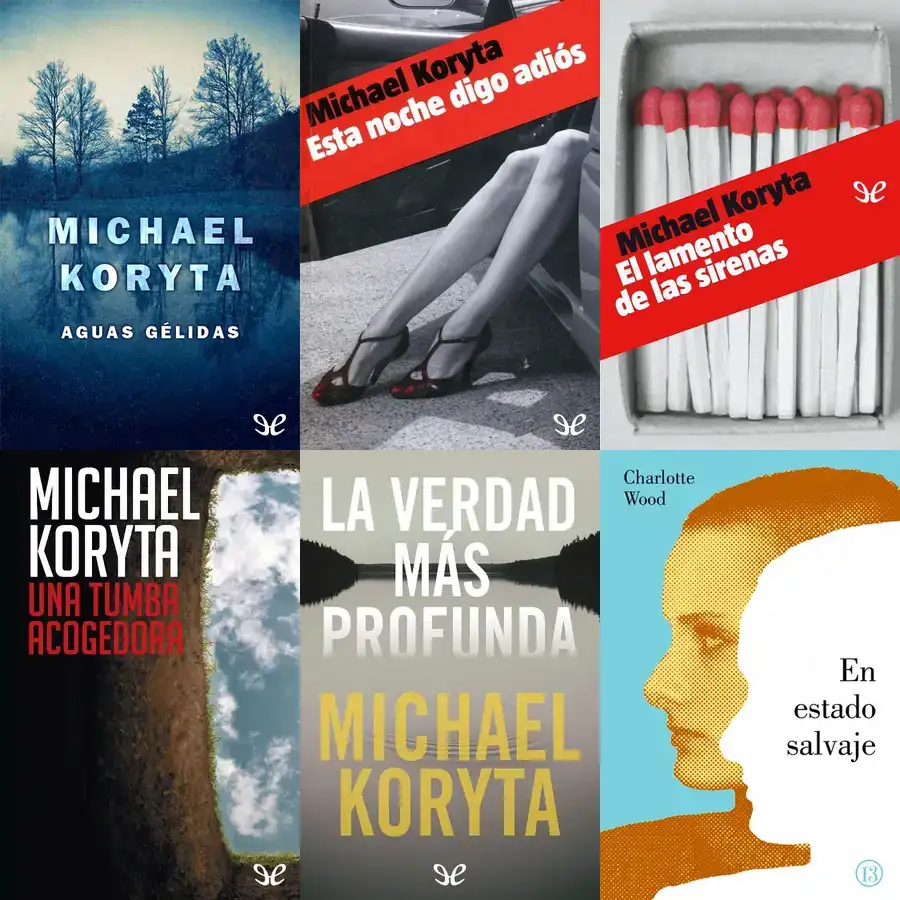 MICHAEL
KORYTA
AGUAS GÉLIDAS
Michael Koryta
Esta noche digo adiós
Michael Koryta
El lamento
de las sirenas
MICHAEL
KORYTA
UNA TUMBA
ACOGEDORA
LA VERDAD
MÁS
PROFUNDA
MICHAEL
KORYTA
Charlotte
Wood
En
estado
salvaje
13